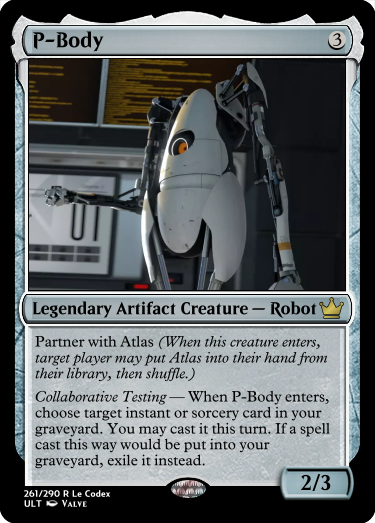 P-Body
3
01
Legendary Artifact Creature — Robot
Partner with Atlas (When this creature enters,
target player may put Atlas into their hand from
their library, then shuffle.)
Collaborative Testing — When P-Body enters,
choose target instant or sorcery card in your
graveyard. You may cast it this turn. If a spell
cast this way would be put into your
graveyard, exile it instead.
2/3
261/290 R Le Codex
ULT VALVE